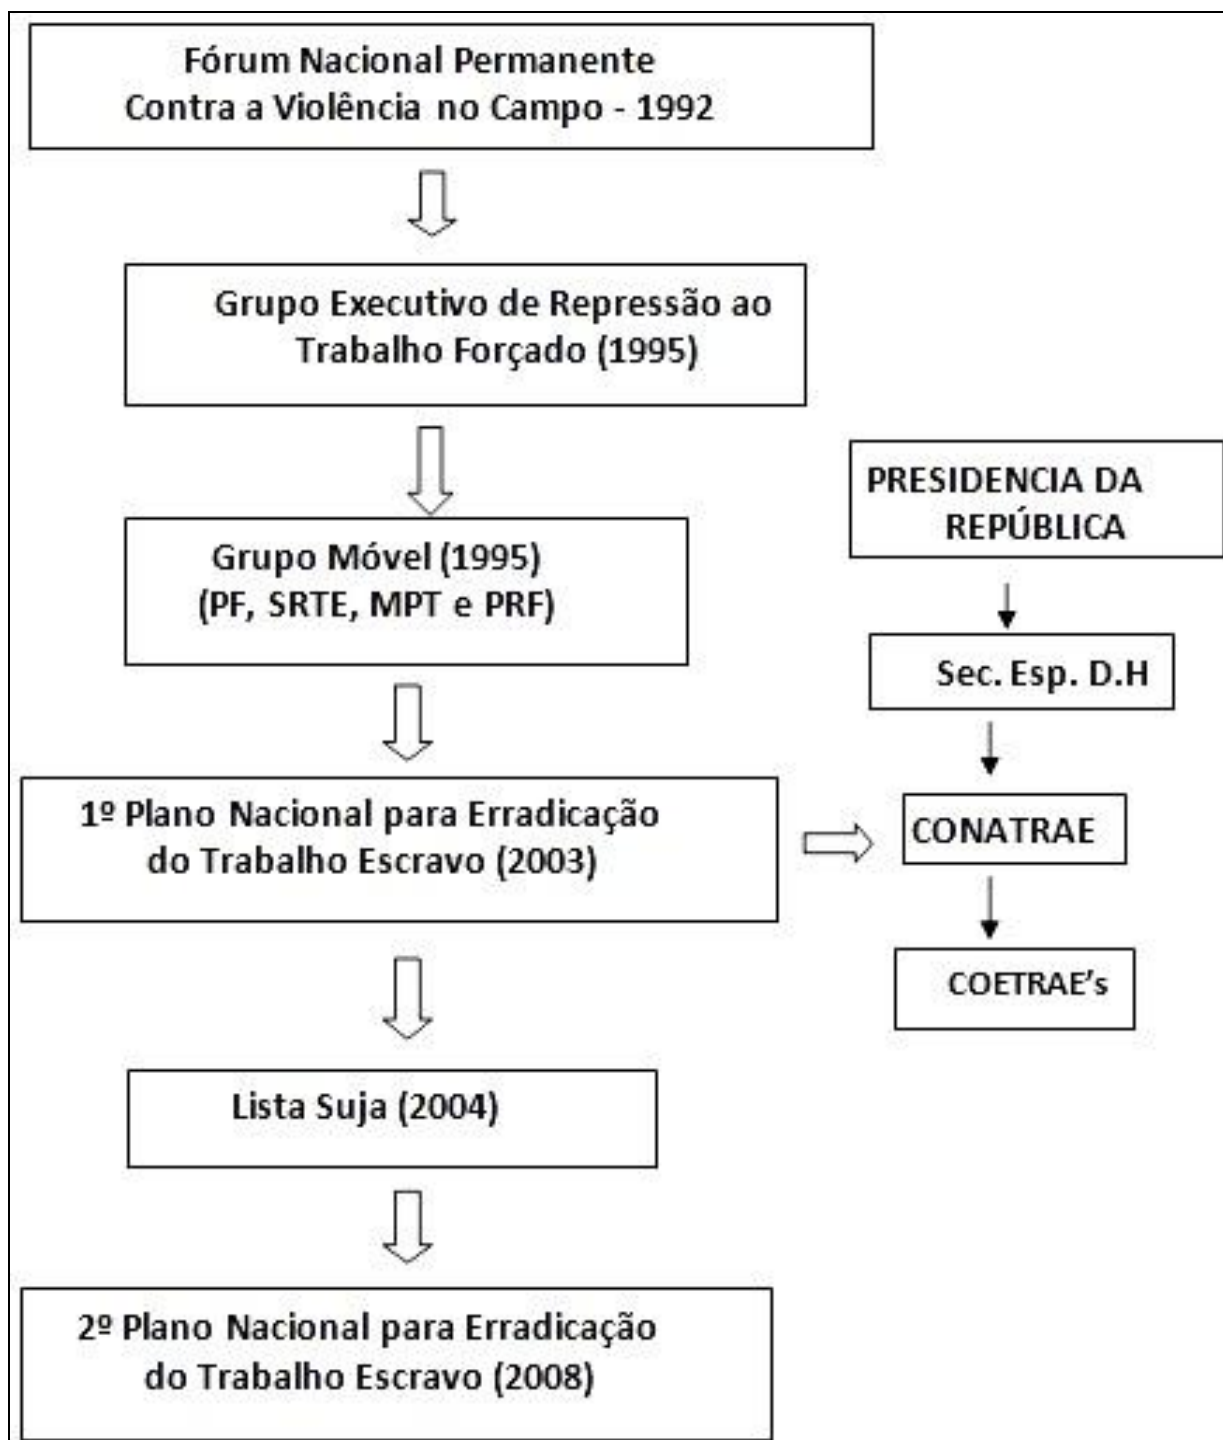 Fórum Nacional Permanente
Contra a Violência no Campo - 1992
Grupo Executivo de Repressão ao
Trabalho Forçado (1995)
Grupo Móvel (1995)
(PF, SRTE, MPT e PRF)
1º Plano Nacional para Erradicação
do Trabalho Escravo (2003)
Lista Suja (2004)
2º Plano Nacional para Erradicação
do Trabalho Escravo (2008)
PRESIDENCIA DA
REPÚBLICA
Sec. Esp. D.H
CONATRAE
COETRAE's